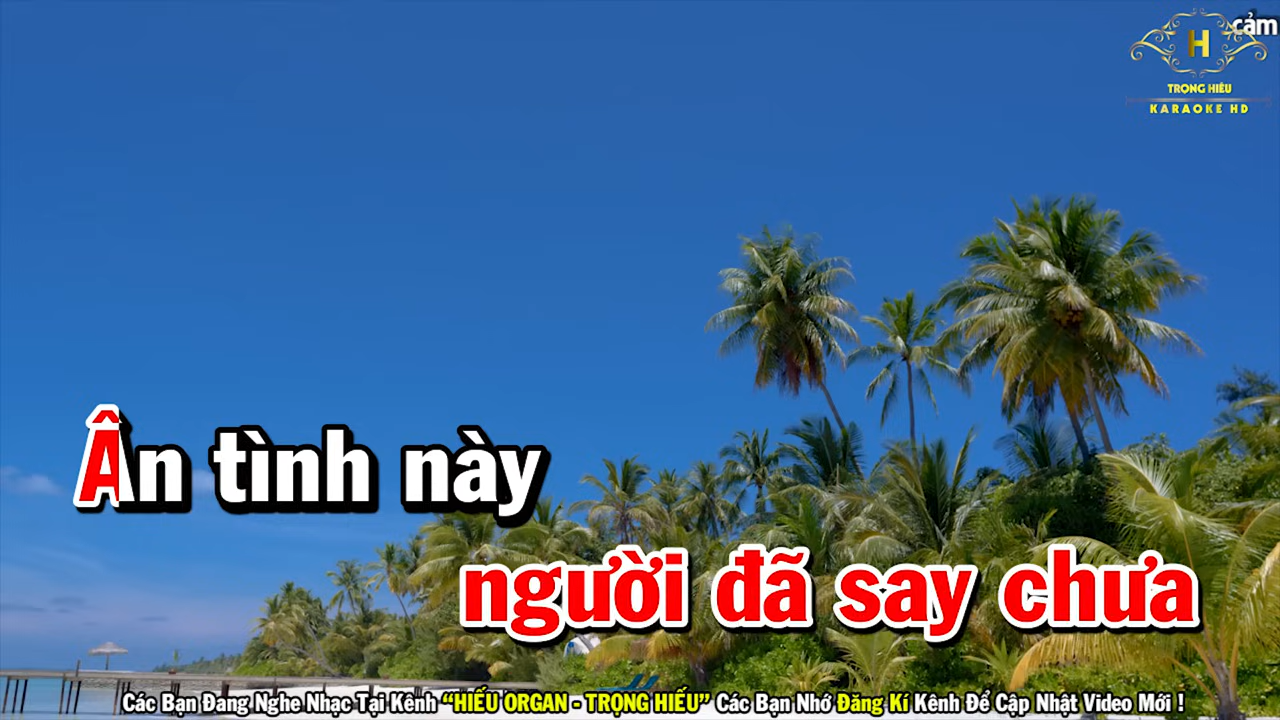 cảm
H
TRỌNG HIẾU
KARAOKE HD
Ân tình này
người đã say chưa
Các Bạn Đang Nghe Nhạc Tại Kênh “HIẾU ORGAN - TRỌNG HIẾU” Các Bạn Nhớ Đăng Kí Kênh Để Cập Nhật Video Mới !